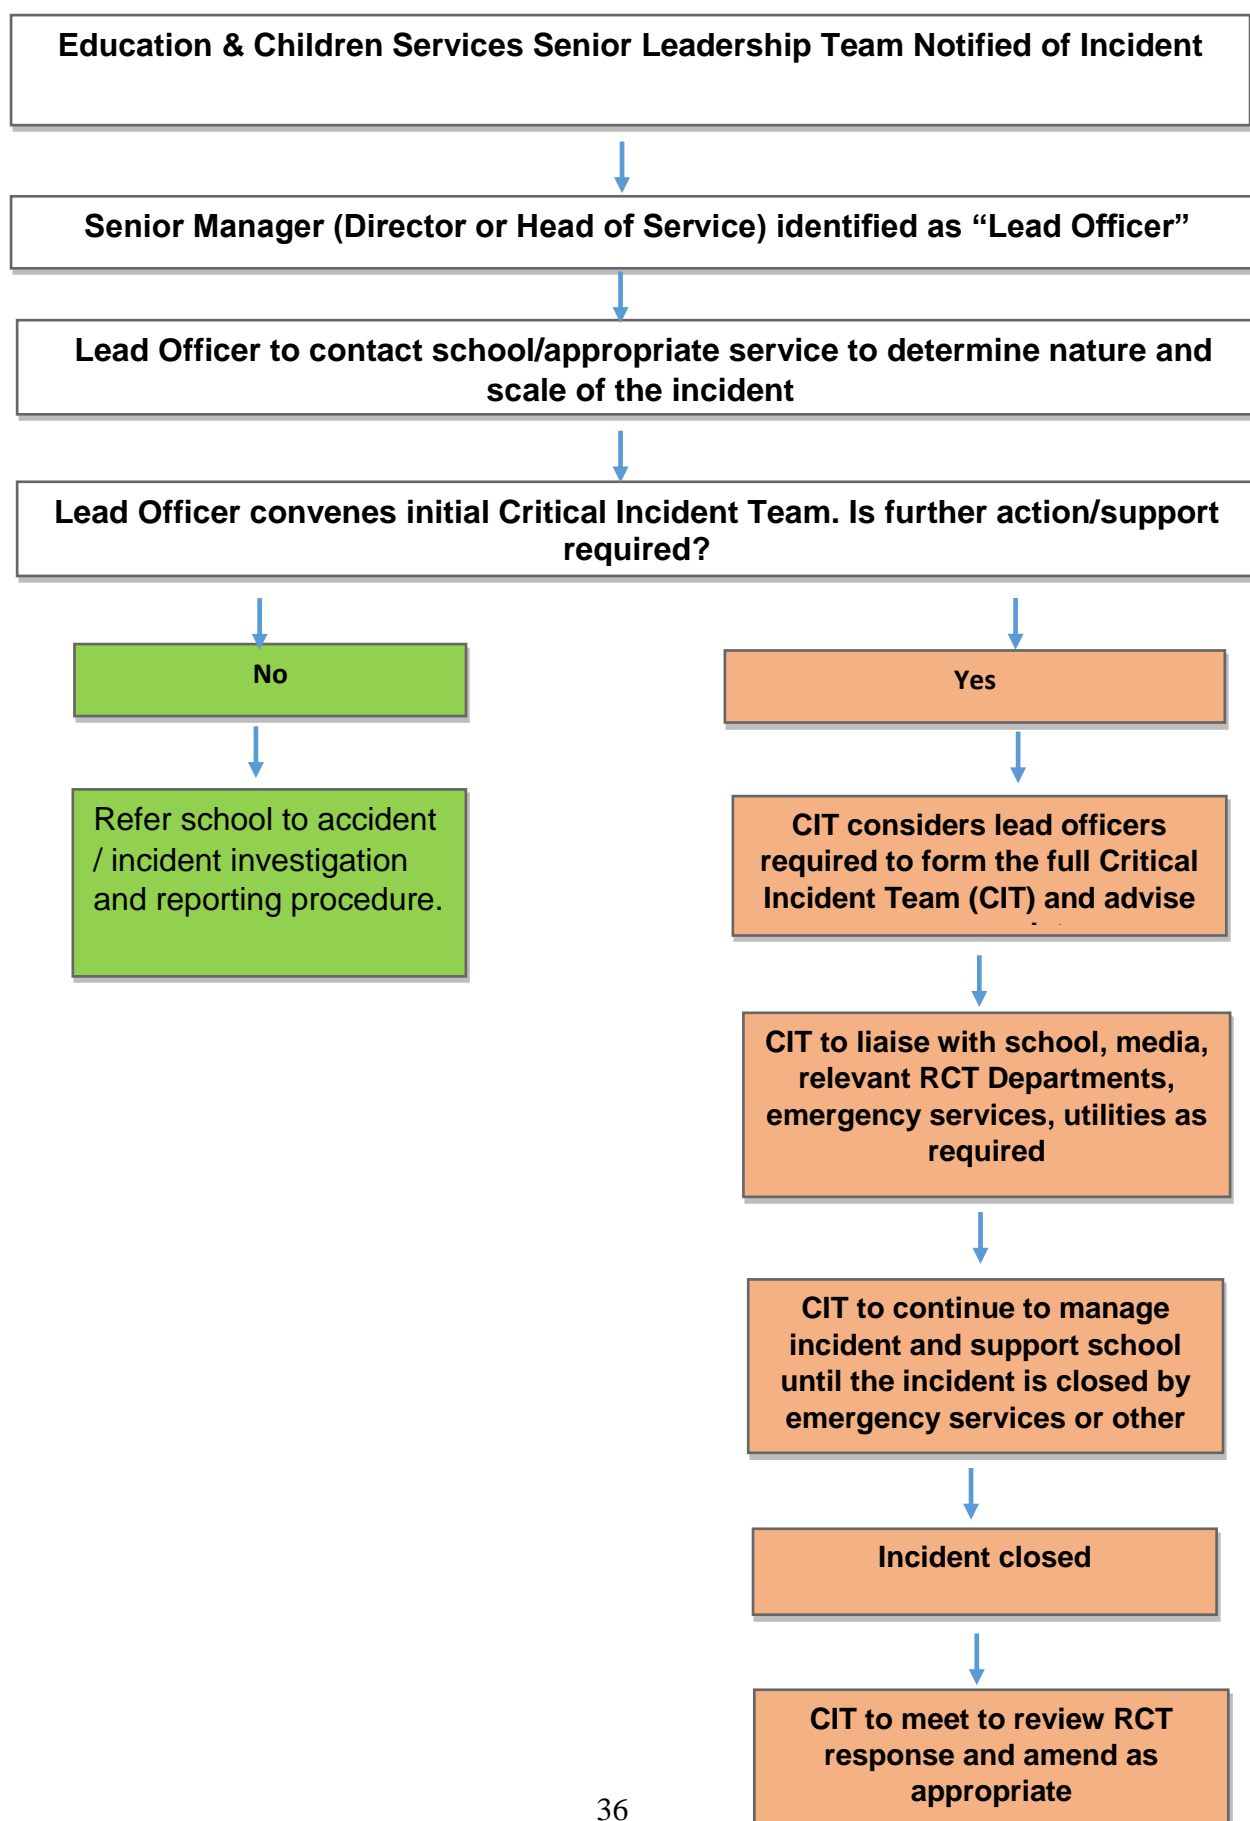 Education & Children Services Senior Leadership Team Notified of Incident
Senior Manager (Director or Head of Service) identified as “Lead Officer”
Lead Officer to contact school/appropriate service to determine nature and
scale of the incident
Lead Officer convenes initial Critical Incident Team. Is further action/support
required?
No
Yes
Refer school to accident
/ incident investigation
and reporting procedure.
CIT considers lead officers
required to form the full Critical
Incident Team (CIT) and advise
CIT to liaise with school, media,
relevant RCT Departments,
emergency services, utilities as
required
CIT to continue to manage
incident and support school
until the incident is closed by
emergency services or other
Incident closed
CIT to meet to review RCT
response and amend as
appropriate
36